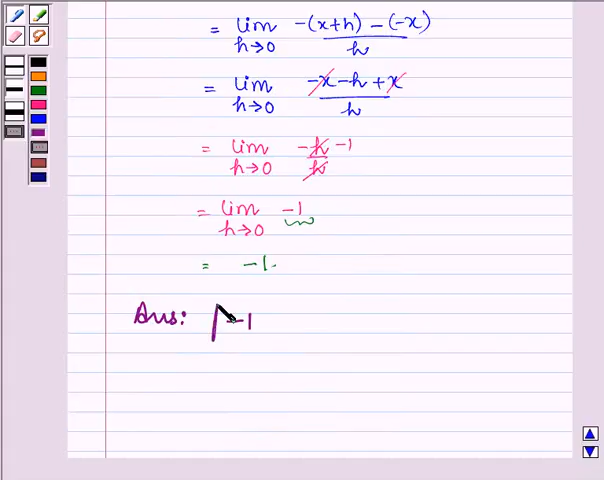 = lim h→0 -(x+h) - (-x) / h
= lim h→0 -x - h + x / h
= lim h→0 -h / h -1
= lim h→0 -1
= -1.
Ans: -1